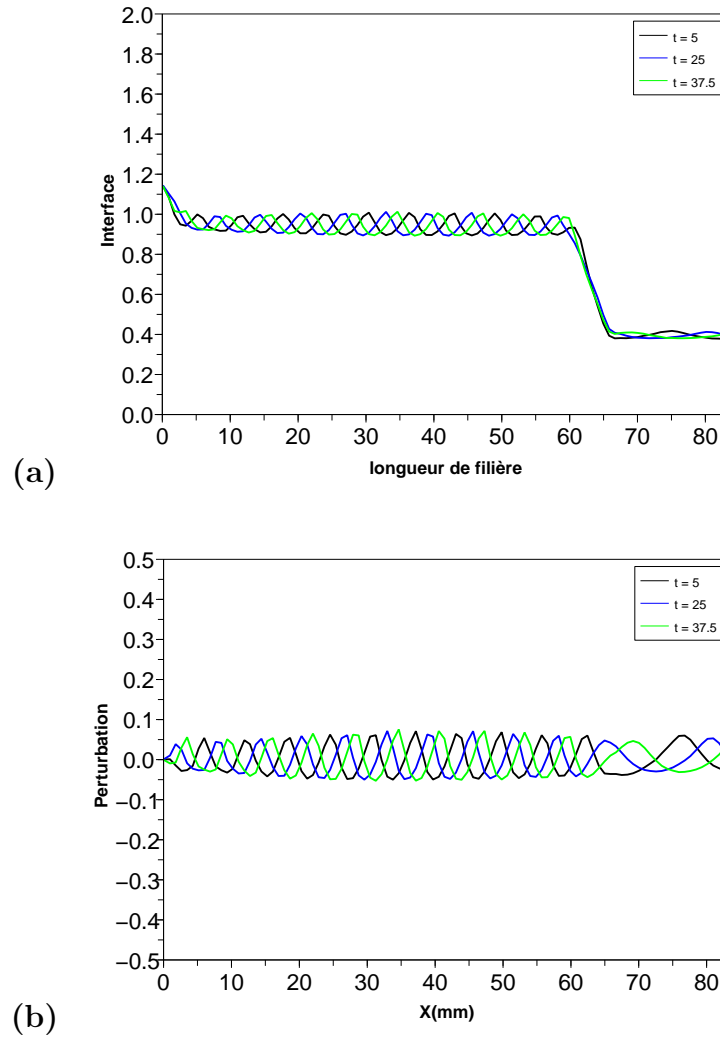 2.0
1.8
1.6
1.4
1.2
1.0
0.8
0.6
0.4
0.2
0.0
Interface
t = 5
t = 25
t = 37.5
0 10 20 30 40 50 60 70 80
longueur de filière
(a)
0.5
0.4
0.3
0.2
0.1
0.0
−0.1
−0.2
−0.3
−0.4
−0.5
Perturbation
t = 5
t = 25
t = 37.5
0 10 20 30 40 50 60 70 80
X(mm)
(b)